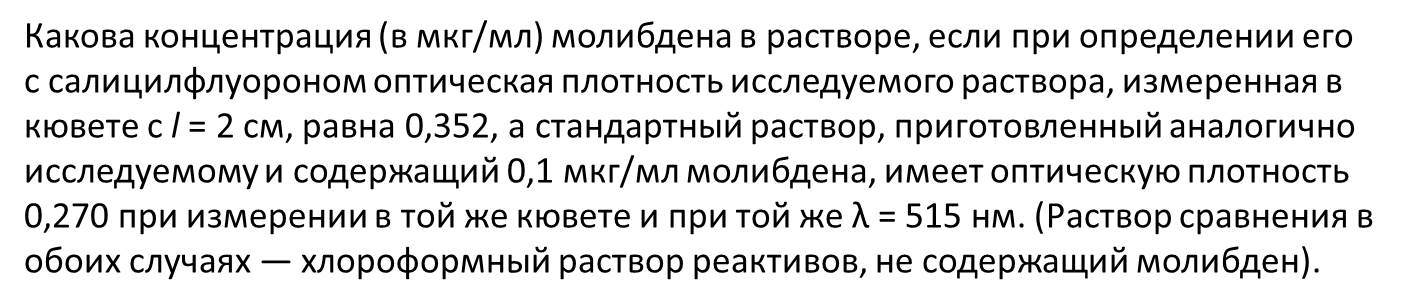 Какова концентрация (в мкг/мл) молибдена в растворе, если при определении его
с салицилфлуороном оптическая плотность исследуемого раствора, измеренная в
кювете с l = 2 см, равна 0,352, а стандартный раствор, приготовленный аналогично
исследуемому и содержащий 0,1 мкг/мл молибдена, имеет оптическую плотность
0,270 при измерении в той же кювете и при той же λ = 515 нм. (Раствор сравнения в
обоих случаях — хлороформный раствор реактивов, не содержащий молибден).